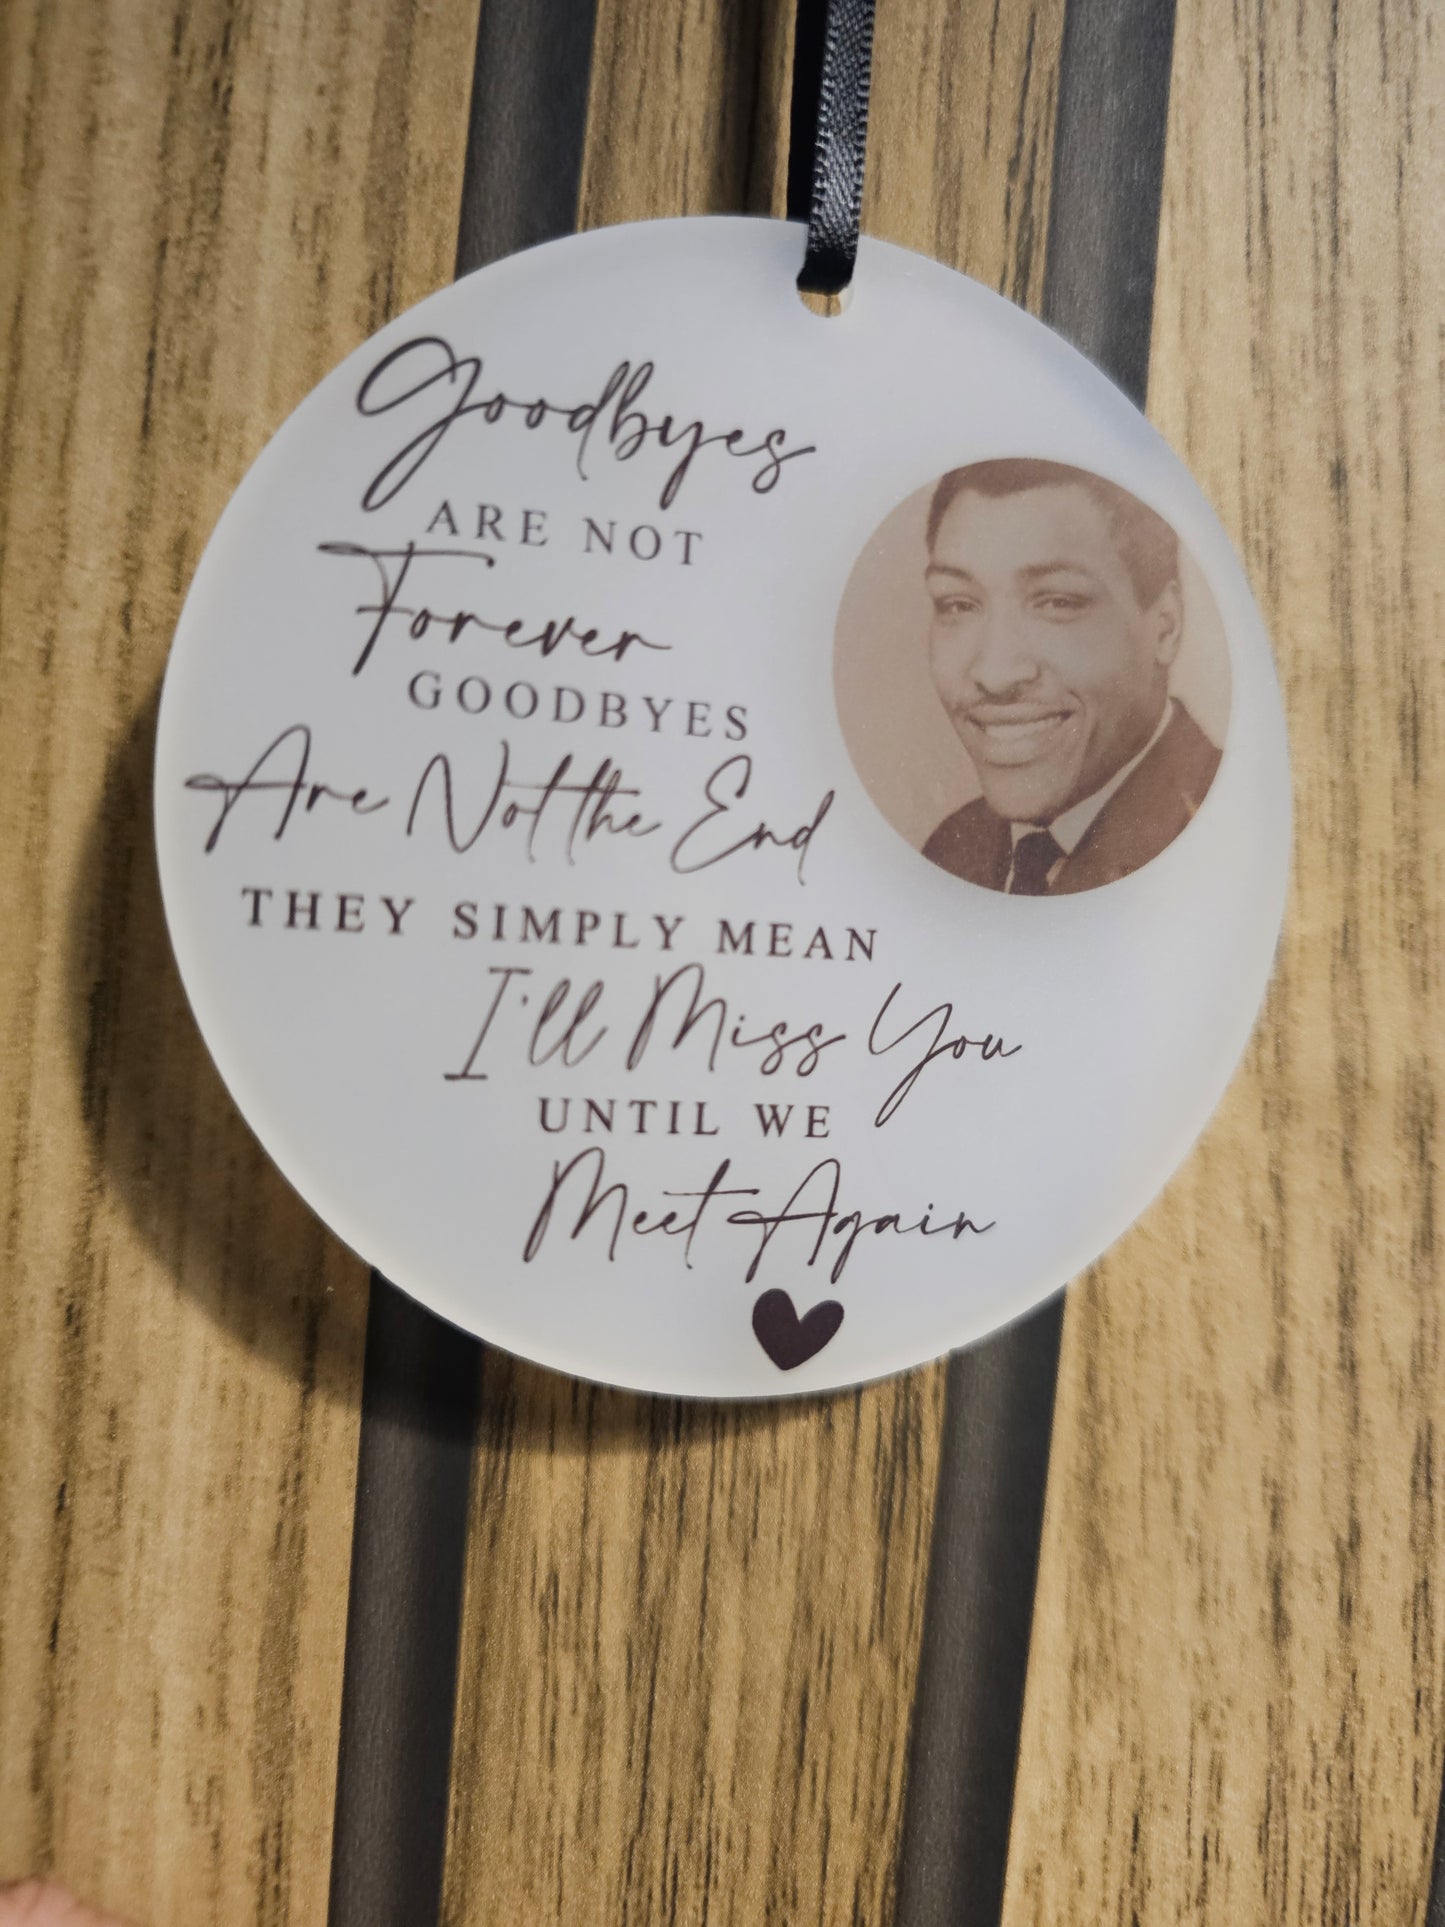 Goodbyes
ARE NOT
Forever
GOODBYES
Are Not the End
THEY SIMPLY MEAN
I'll Miss You
UNTIL WE
Meet Again